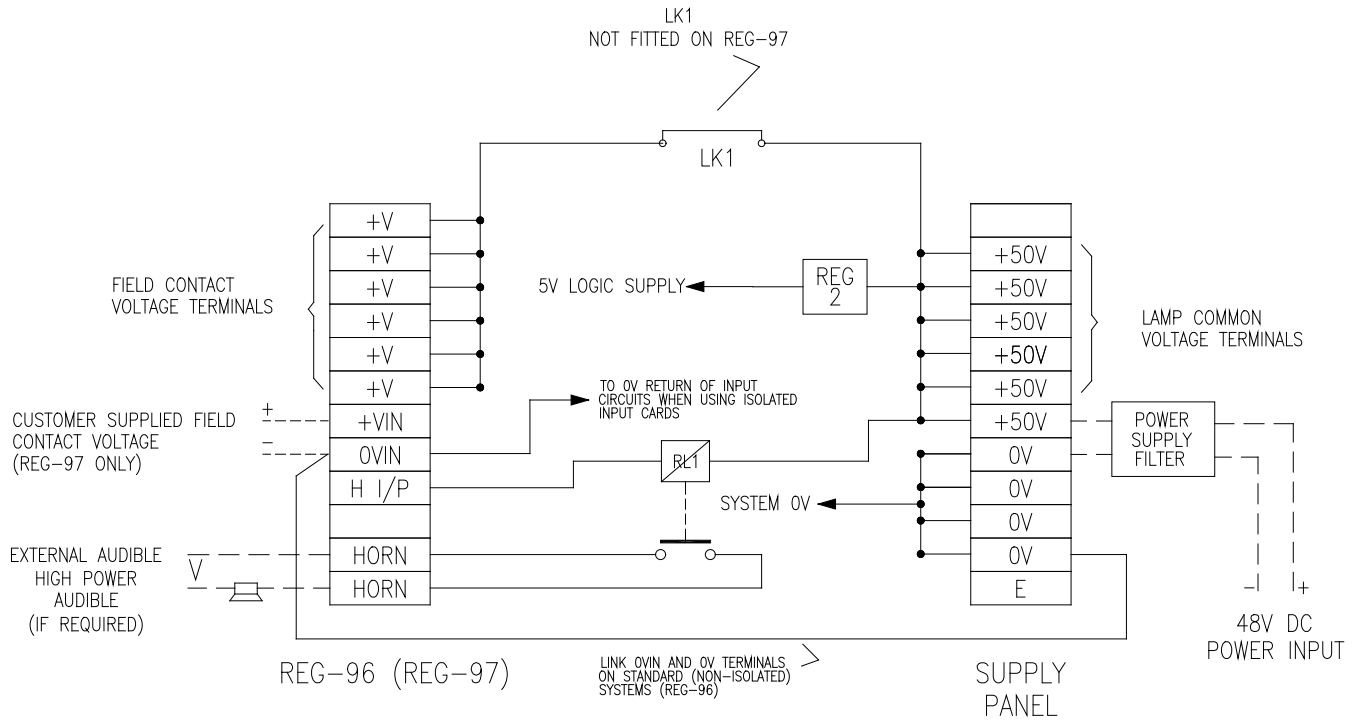 LK1
NOT FITTED ON REG-97
LK1
+V
+V
+V
+V
+V
+V
+VIN
0VIN
H I/P
HORN
HORN
FIELD CONTACT
VOLTAGE TERMINALS
CUSTOMER SUPPLIED FIELD
CONTACT VOLTAGE
(REG-97 ONLY)
+
-
EXTERNAL AUDIBLE
HIGH POWER
AUDIBLE
(IF REQUIRED)
V
5V LOGIC SUPPLY
REG
2
TO 0V RETURN OF INPUT
CIRCUITS WHEN USING ISOLATED
INPUT CARDS
RL1
SYSTEM 0V
+50V
+50V
+50V
+50V
+50V
+50V
0V
0V
0V
0V
E
LAMP COMMON
VOLTAGE TERMINALS
POWER
SUPPLY
FILTER
- +
48V DC
POWER INPUT
REG-96 (REG-97)
LINK 0VIN AND 0V TERMINALS
ON STANDARD (NON-ISOLATED)
SYSTEMS (REG-96)
SUPPLY
PANEL